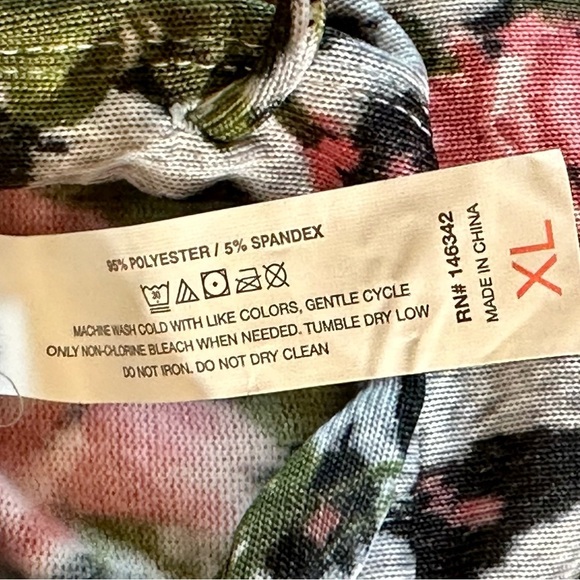 95% POLYESTER / 5% SPANDEX
30
MACHINE WASH COLD WITH LIKE COLORS, GENTLE CYCLE
ONLY NON-CHLORINE BLEACH WHEN NEEDED. TUMBLE DRY LOW
DO NOT IRON. DO NOT DRY CLEAN
RN# 146342
MADE IN CHINA
XL